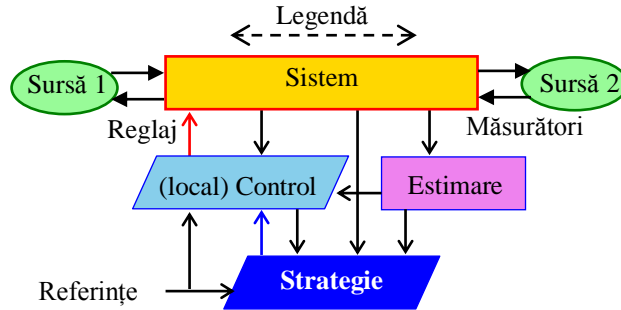 Legendă
Sursă 1
Sistem
Sursă 2
Reglaj
Măsurători
(local) Control
Estimare
Referințe
Strategie